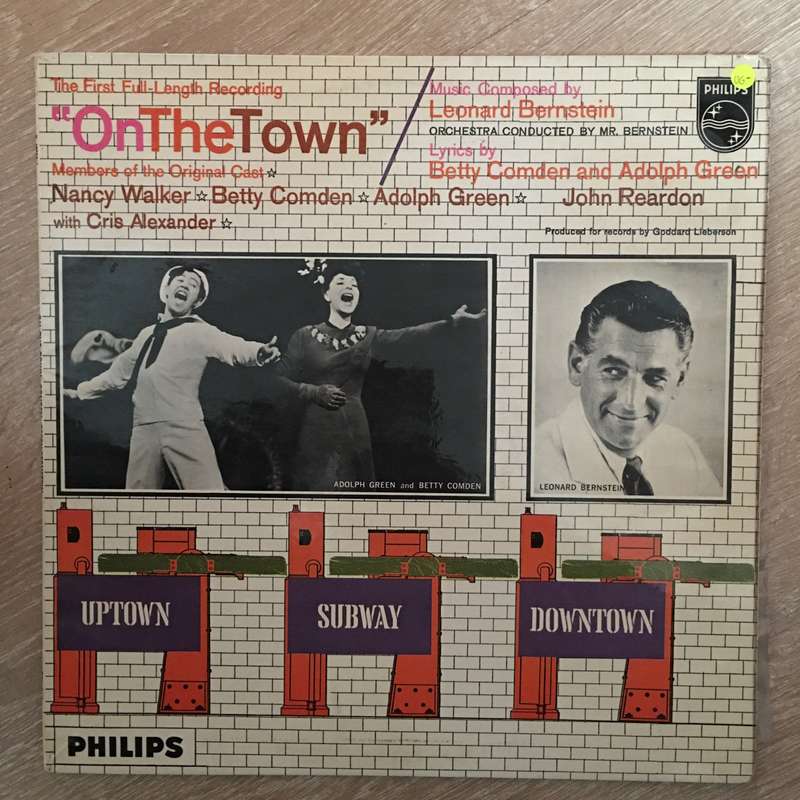 The First Full-Length Recording
"OnTheTown"
Members of the Original Cast☆
Nancy Walker☆Betty Comden☆Adolph Green☆ John Reardon
with Cris Alexander☆
Music Composed by
Leonard Bernstein
ORCHESTRA CONDUCTED BY MR. BERNSTEIN
Lyrics by
Betty Comden and Adolph Green
Produced for records by Goddard Lieberson
PHILIPS
ADOLPH GREEN and BETTY COMDEN
LEONARD BERNSTEIN
UPTOWN
SUBWAY
DOWNTOWN
PHILIPS